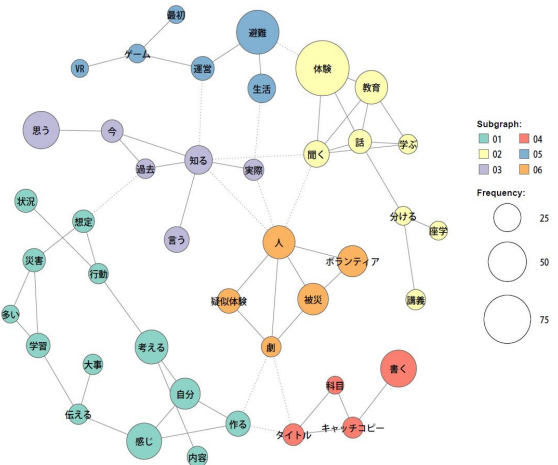 最初
避難
ゲーム
VR
運営
体験
生活
教育
思う
今
過去
知る
実際
聞く
話
学ぶ
Subgraph:
01
04
02
05
03
06
Frequency:
25
50
75
状況
想定
言う
人
分ける
座学
災害
行動
ボランティア
疑似体験
被災
講義
多い
学習
考える
劇
大事
書く
科目
自分
伝える
作る
感じ
タイトル
キャッチコピー
内容